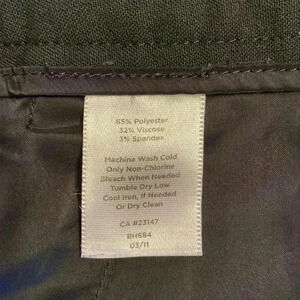 65% Polyester
32% Viscose
3% Spandex
Machine Wash Cold
Only Non-Chlorine
Bleach When Needed
Tumble Dry Low
Cool Iron, if Needed
Or Dry Clean
CA #23147
BH684
03/11